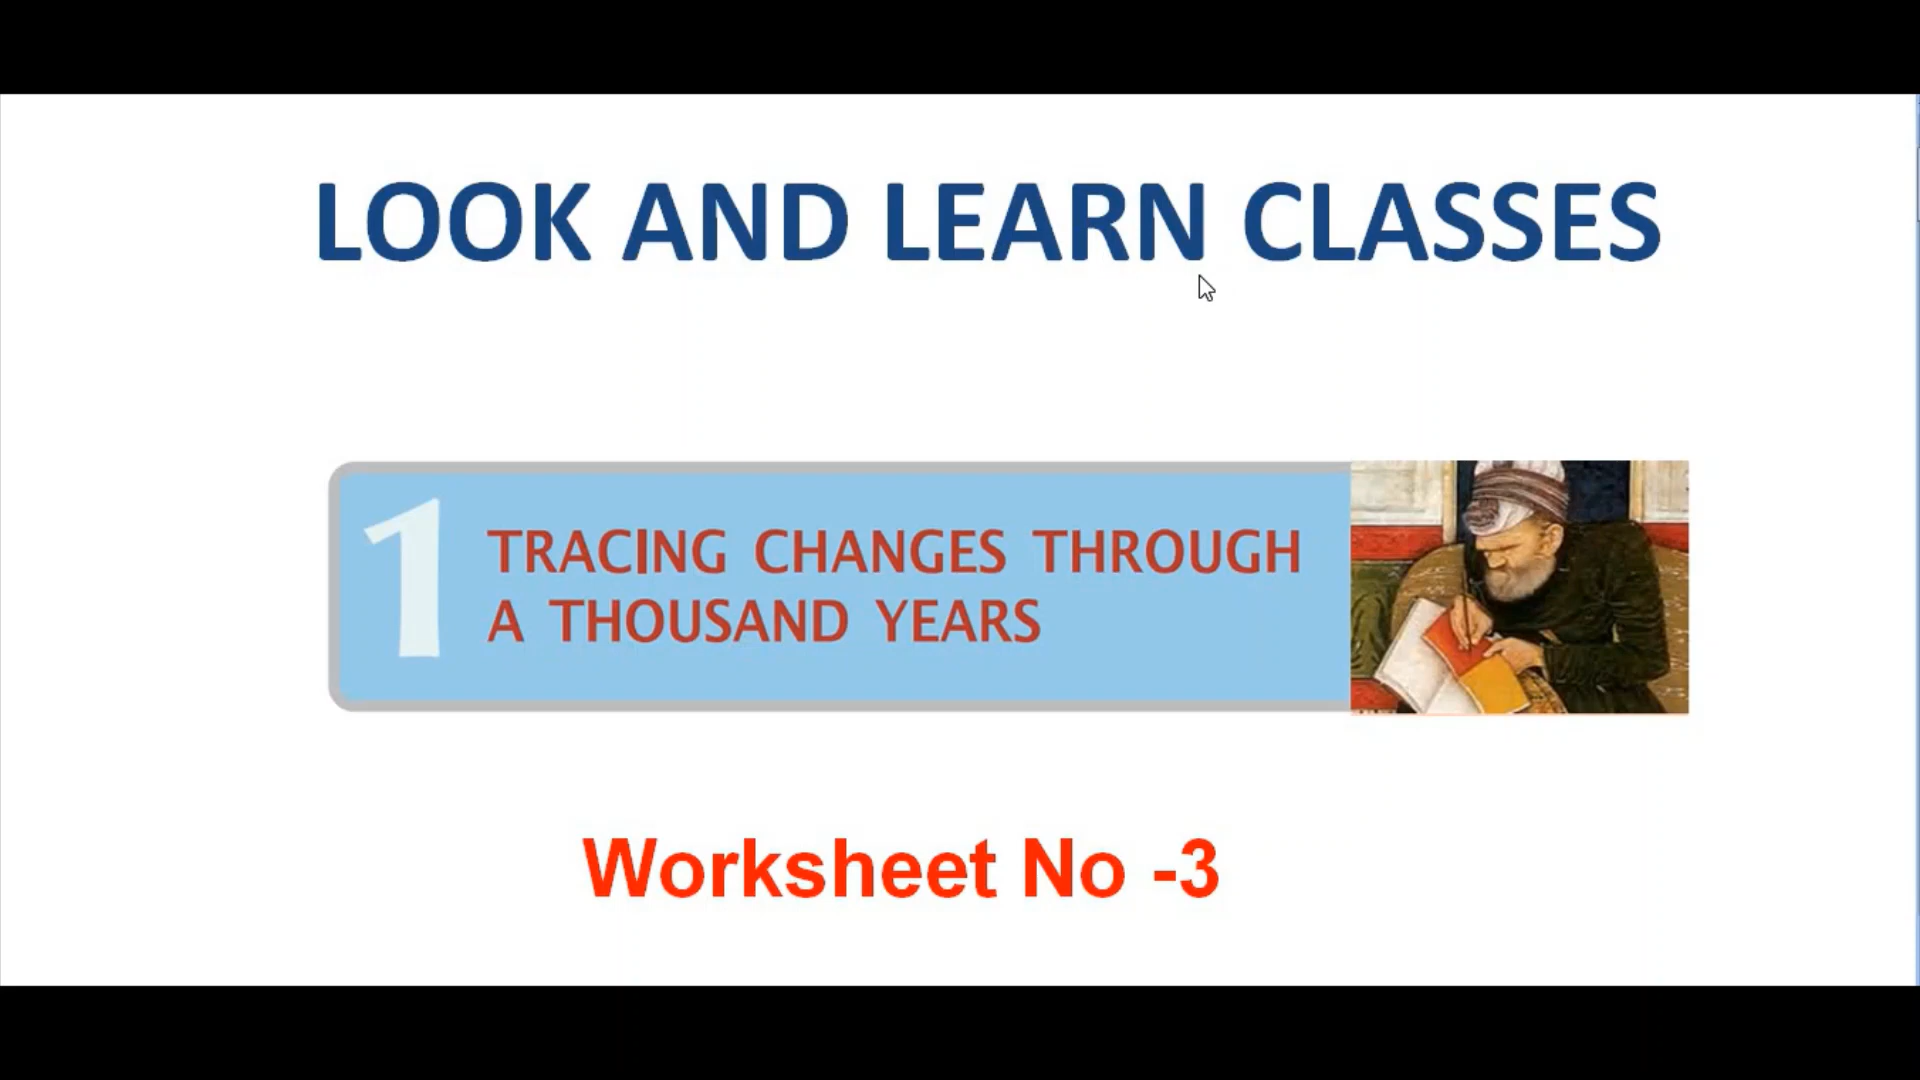 LOOK AND LEARN CLASSES
1
TRACING CHANGES THROUGH
A THOUSAND YEARS
Worksheet No -3